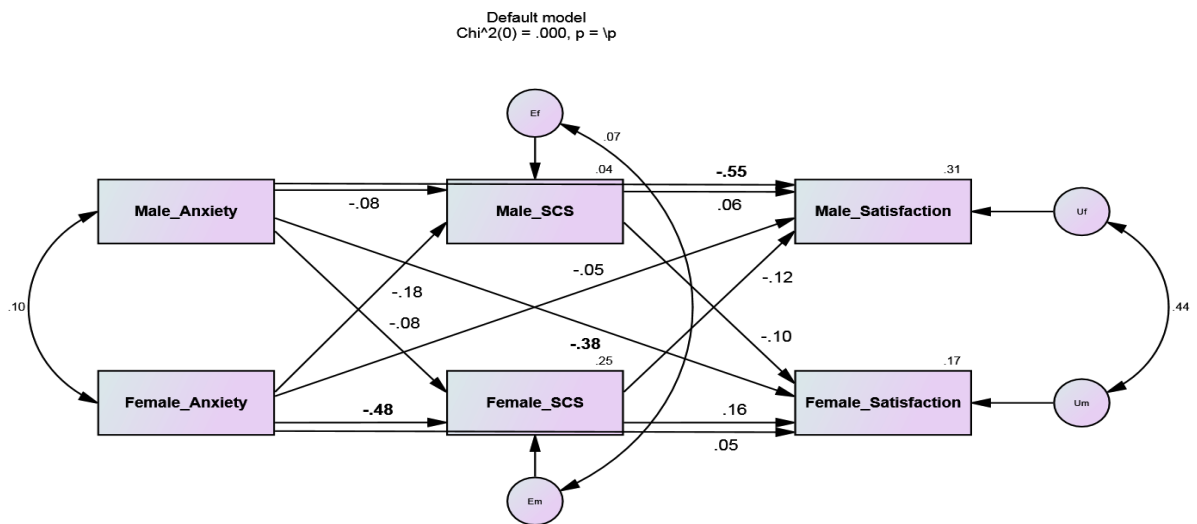 Default model
Chi^2(0) = .000, p = \p
Ef
.07
.04
-.55
.31
Male_Anxiety
-.08
Male_SCS
.06
Male_Satisfaction
Uf
-.05
-.12
.10
-.18
-.08
.44
-.10
-.38
.25
.17
Female_Anxiety
-.48
Female_SCS
.16
Female_Satisfaction
Um
.05
Em